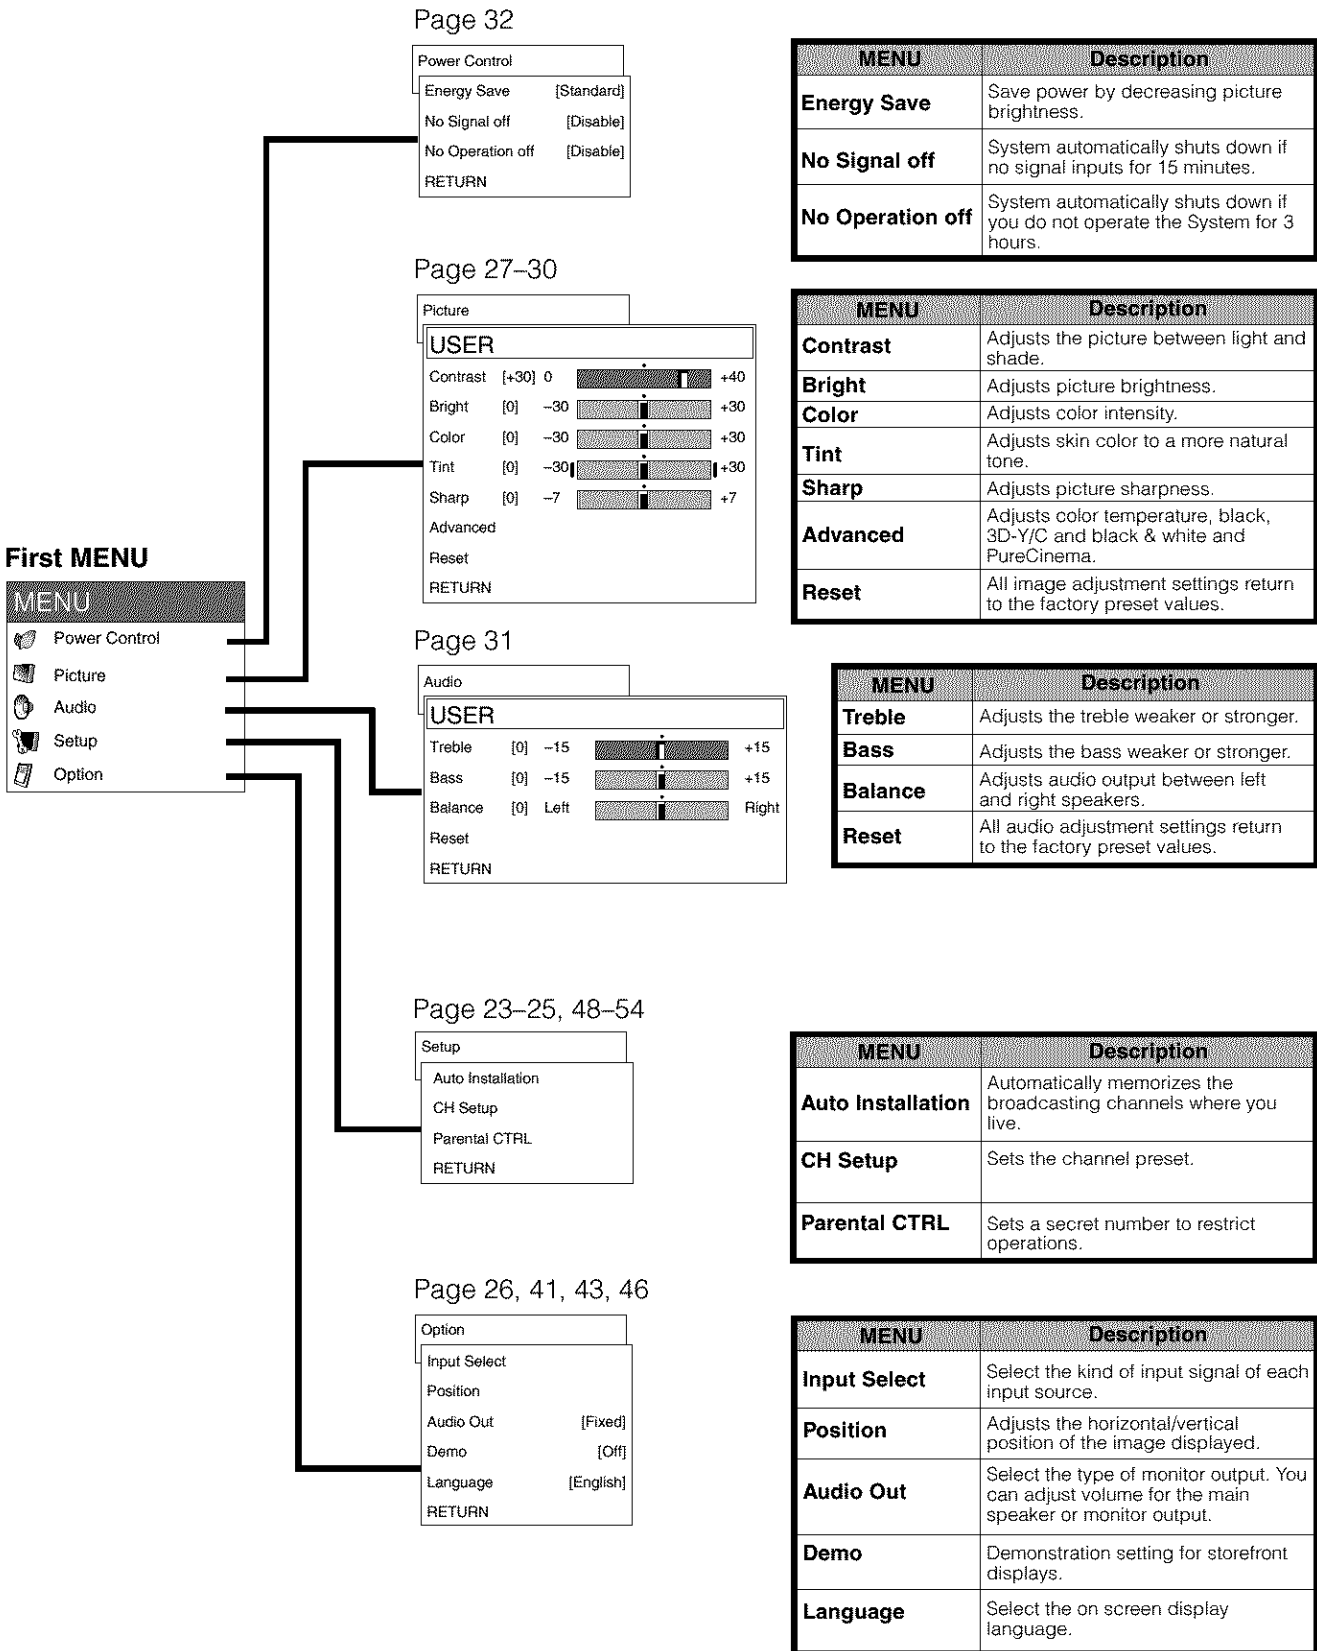 First MENU
MENU
Power Control
Picture
Audio
Setup
Option
Page 32
Power Control
Energy Save [Standard]
No Signal off [Disable]
No Operation off [Disable]
RETURN
MENU Description
Energy Save Save power by decreasing picture
brightness.
No Signal off System automatically shuts down if
no signal inputs for 15 minutes.
No Operation off System automatically shuts down if
you do not operate the System for 3
hours.
Page 27–30
Picture
USER
Contrast [+30] 0 +40
Bright [0] –30 +30
Color [0] –30 +30
Tint [0] –30 +30
Sharp [0] –7 +7
Advanced
Reset
RETURN
MENU Description
Contrast Adjusts the picture between light and
shade.
Bright Adjusts picture brightness.
Color Adjusts color intensity.
Tint Adjusts skin color to a more natural
tone.
Sharp Adjusts picture sharpness.
Advanced Adjusts color temperature, black,
3D-Y/C and black & white and
PureCinema.
Reset All image adjustment settings return
to the factory preset values.
Page 31
Audio
USER
Treble [0] –15 +15
Bass [0] –15 +15
Balance [0] Left Right
Reset
RETURN
MENU Description
Treble Adjusts the treble weaker or stronger.
Bass Adjusts the bass weaker or stronger.
Balance Adjusts audio output between left
and right speakers.
Reset All audio adjustment settings return
to the factory preset values.
Page 23–25, 48–54
Setup
Auto Installation
CH Setup
Parental CTRL
RETURN
MENU Description
Auto Installation Automatically memorizes the
broadcasting channels where you
live.
CH Setup Sets the channel preset.
Parental CTRL Sets a secret number to restrict
operations.
Page 26, 41, 43, 46
Option
Input Select
Position
Audio Out [Fixed]
Demo [Off]
Language [English]
RETURN
MENU Description
Input Select Select the kind of input signal of each
input source.
Position Adjusts the horizontal/vertical
position of the image displayed.
Audio Out Select the type of monitor output. You
can adjust volume for the main
speaker or monitor output.
Demo Demonstration setting for storefront
displays.
Language Select the on screen display
language.